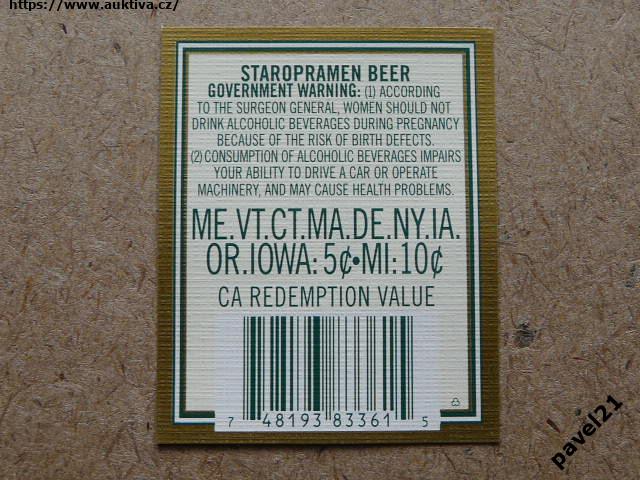 https://www.auktiva.cz/
STAROPRAMEN BEER
GOVERNMENT WARNING: (1) ACCORDING
TO THE SURGEON GENERAL, WOMEN SHOULD NOT
DRINK ALCOHOLIC BEVERAGES DURING PREGNANCY
BECAUSE OF THE RISK OF BIRTH DEFECTS.
(2) CONSUMPTION OF ALCOHOLIC BEVERAGES IMPAIRS
YOUR ABILITY TO DRIVE A CAR OR OPERATE
MACHINERY, AND MAY CAUSE HEALTH PROBLEMS.
ME.VT.CT.MA.DE.NY.IA.
OR.IOWA: 5¢•MI:10¢
CA REDEMPTION VALUE
7 48193 83361 5
pavel21